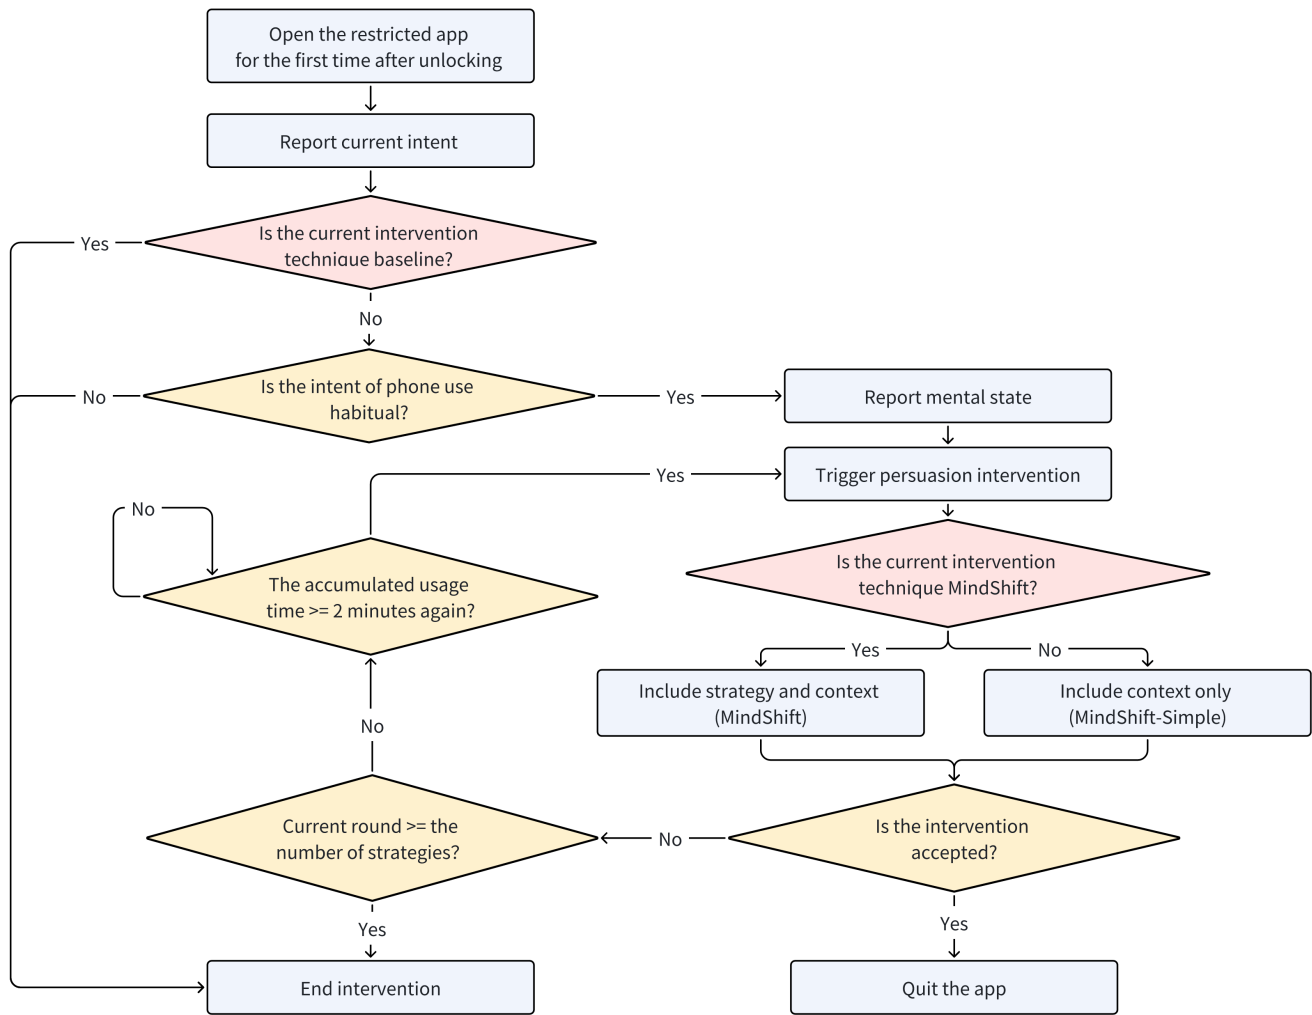 Open the restricted app
for the first time after unlocking
Report current intent
Is the current intervention
technique baseline?
Yes
No
Is the intent of phone use
habitual?
No
Yes
Report mental state
Trigger persuasion intervention
Yes
No
The accumulated usage
time >= 2 minutes again?
Is the current intervention
technique MindShift?
Yes
No
Include strategy and context
(MindShift)
Include context only
(MindShift-Simple)
No
Current round >= the
number of strategies?
No
Is the intervention
accepted?
Yes
Yes
End intervention
Quit the app